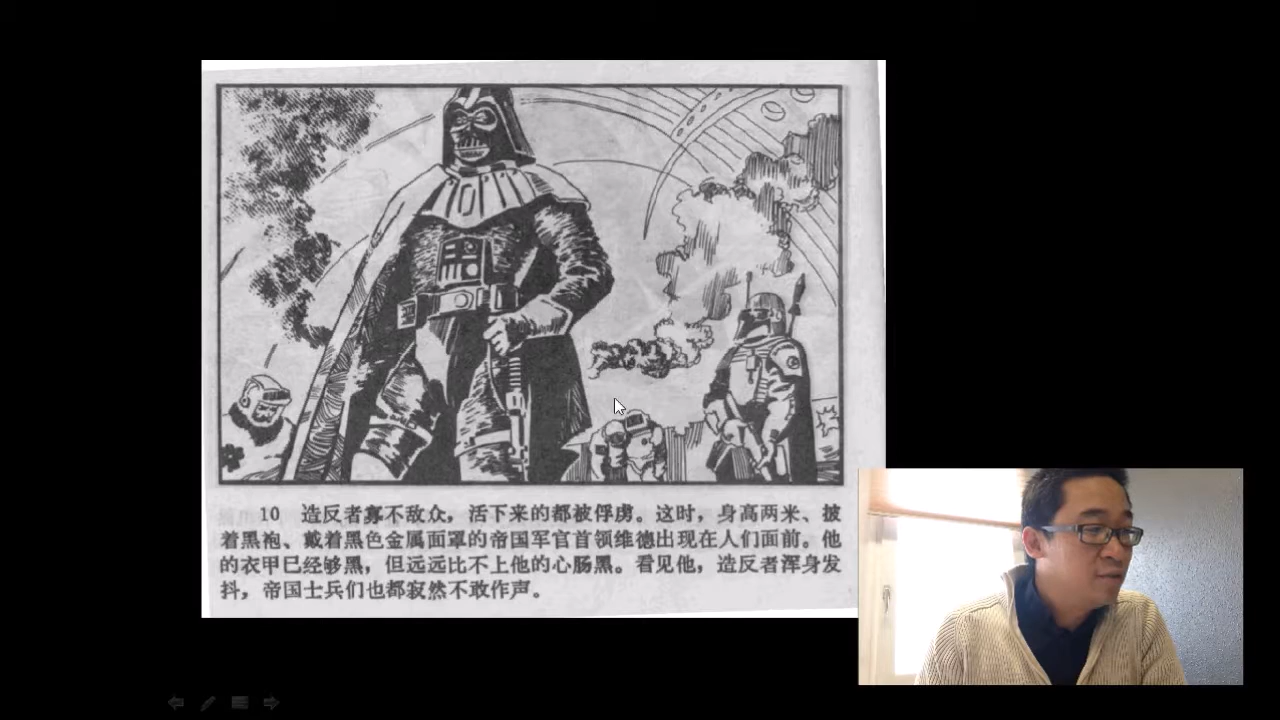 10 造反者寡不敌众，活下来的都被俘虏。这时，身高两米、披
着黑袍、戴着黑色金属面罩的帝国军官首领维德出现在人们面前。他
的衣甲已经够黑，但远远比不上他的心肠黑。看见他，造反者浑身发
抖，帝国士兵们也都寂然不敢作声。